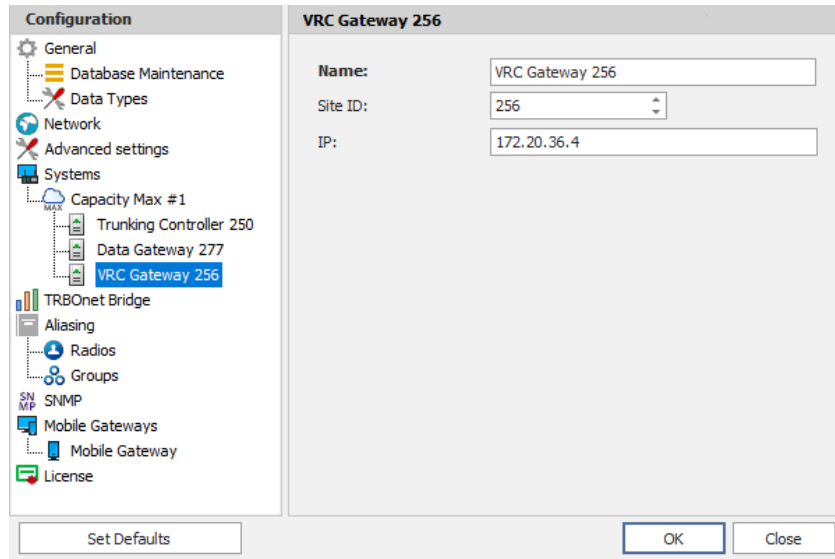 Configuration
General
Database Maintenance
Data Types
Network
Advanced settings
Systems
MAX
Capacity Max #1
Trunking Controller 250
Data Gateway 277
VRC Gateway 256
TRBOnet Bridge
Aliasing
Radios
Groups
SN
MP
SNMP
Mobile Gateways
Mobile Gateway
License
Set Defaults
VRC Gateway 256
Name: VRC Gateway 256
Site ID: 256
IP: 172.20.36.4
OK Close